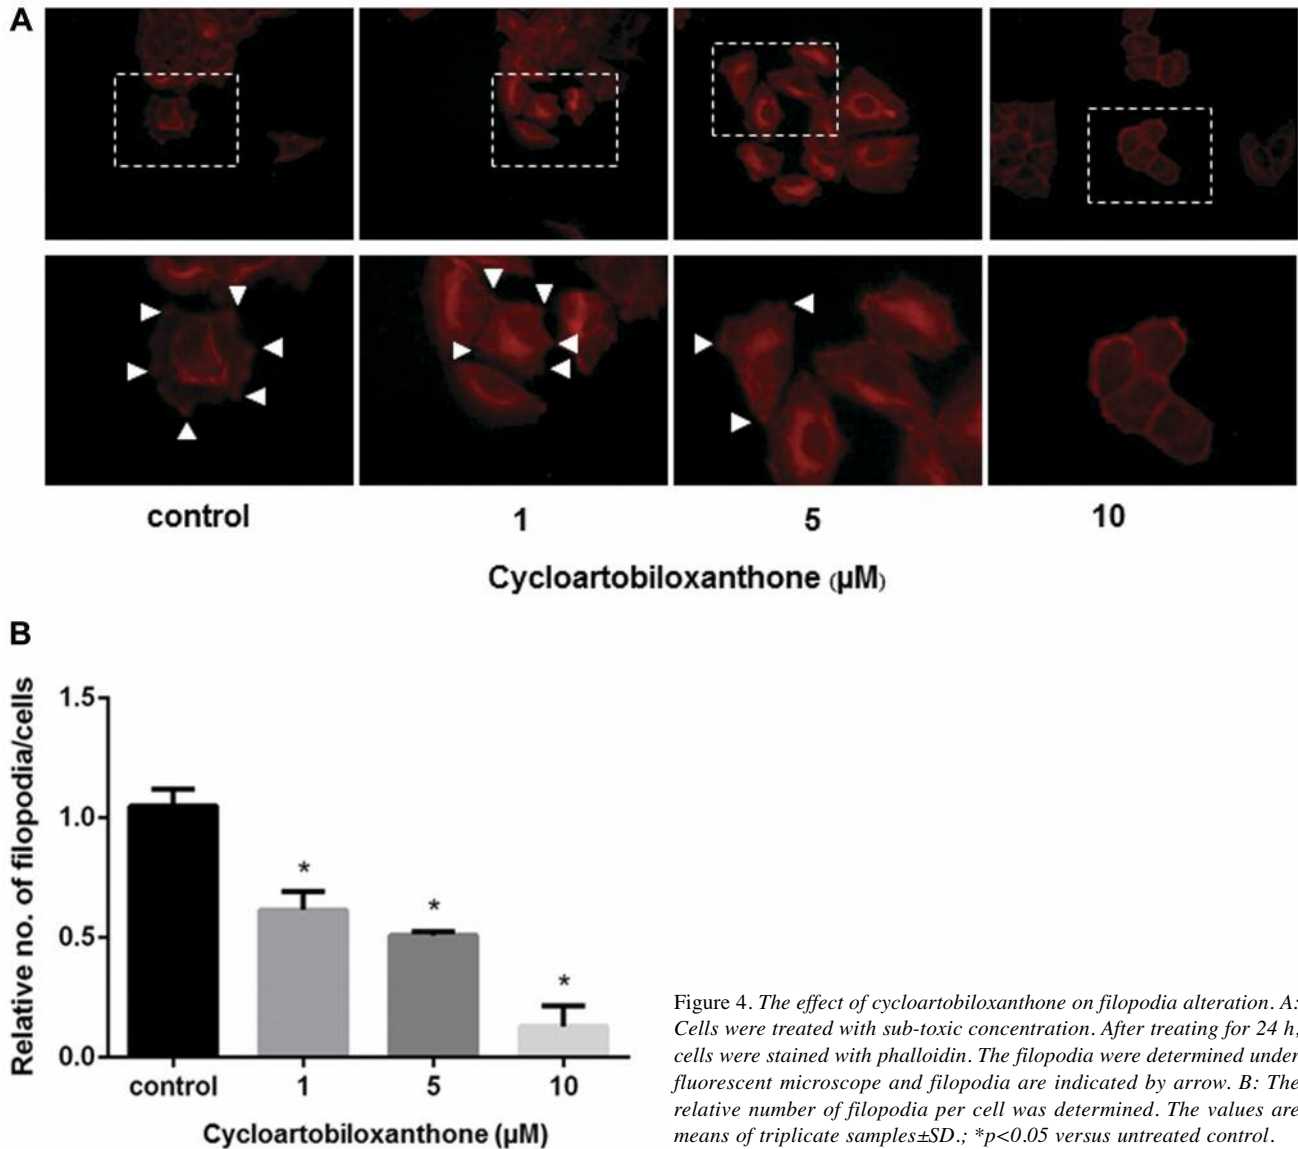 A
control 1 5 10
Cycloartobiloxanthone (µM)
B
Relative no. of filopodia/cells
1.5
1.0
0.5
0.0
*
*
*
control 1 5 10
Cycloartobiloxanthone (µM)
Figure 4. The effect of cycloartobiloxanthone on filopodia alteration. A:
Cells were treated with sub-toxic concentration. After treating for 24 h,
cells were stained with phalloidin. The filopodia were determined under
fluorescent microscope and filopodia are indicated by arrow. B: The
relative number of filopodia per cell was determined. The values are
means of triplicate samples±SD.; *p<0.05 versus untreated control.